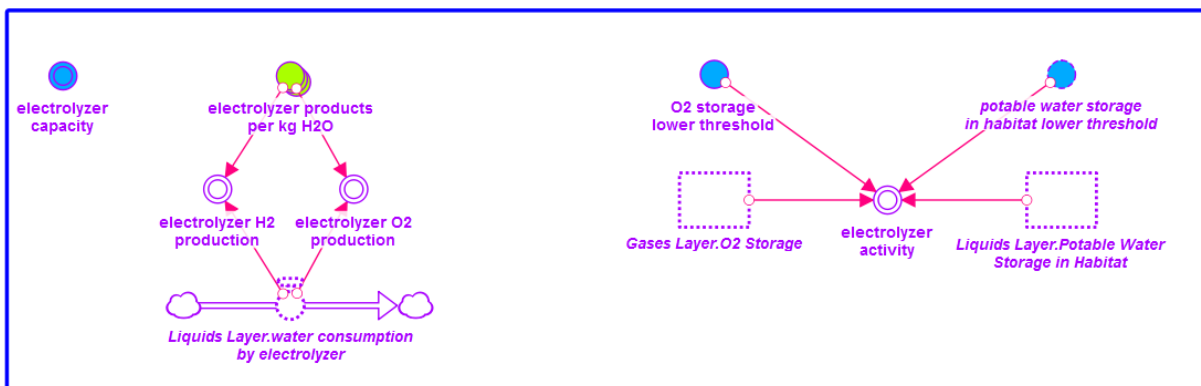 electrolyzer
capacity
electrolyzer products
per kg H2O
electrolyzer H2
production
electrolyzer O2
production
Liquids Layer.water consumption
by electrolyzer
O2 storage
lower threshold
potable water storage
in habitat lower threshold
Gases Layer.O2 Storage
electrolyzer
activity
Liquids Layer.Potable Water
Storage in Habitat